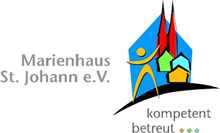 Marienhaus
St. Johann e.V.
kompetent
betreut ...